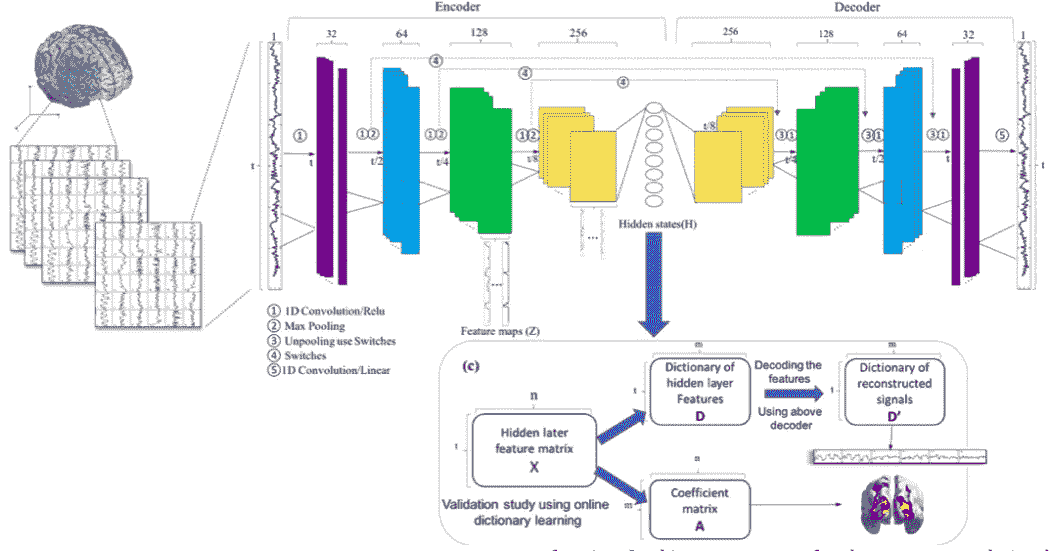 Encoder
Decoder
1
32
64
128
256
256
128
64
32
1
④
④
④
t
①
t
①②
t/2
①②
t/4
①②
t/8
t/8
③①
t/4
③①
t/2
③①
t
⑤
t
...
...
Hidden states(H)
Feature maps (Z)
① 1D Convolution/Relu
② Max Pooling
③ Unpooling use Switches
④ Switches
⑤ 1D Convolution/Linear
(c)
n
t
Hidden later
feature matrix
X
Validation study using online
dictionary learning
m
t
Dictionary of
hidden layer
Features
D
Decoding the
features
Using above
decoder
m
t
Dictionary of
reconstructed
signals
D'
n
m
Coefficient
matrix
A